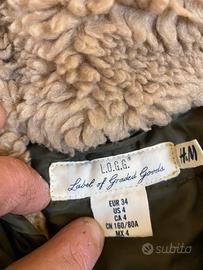 L.O.G.G.
Label of Graded Goods
H&M
EUR 34
US 4
CA 4
CN 160/80A
MX 4
subito